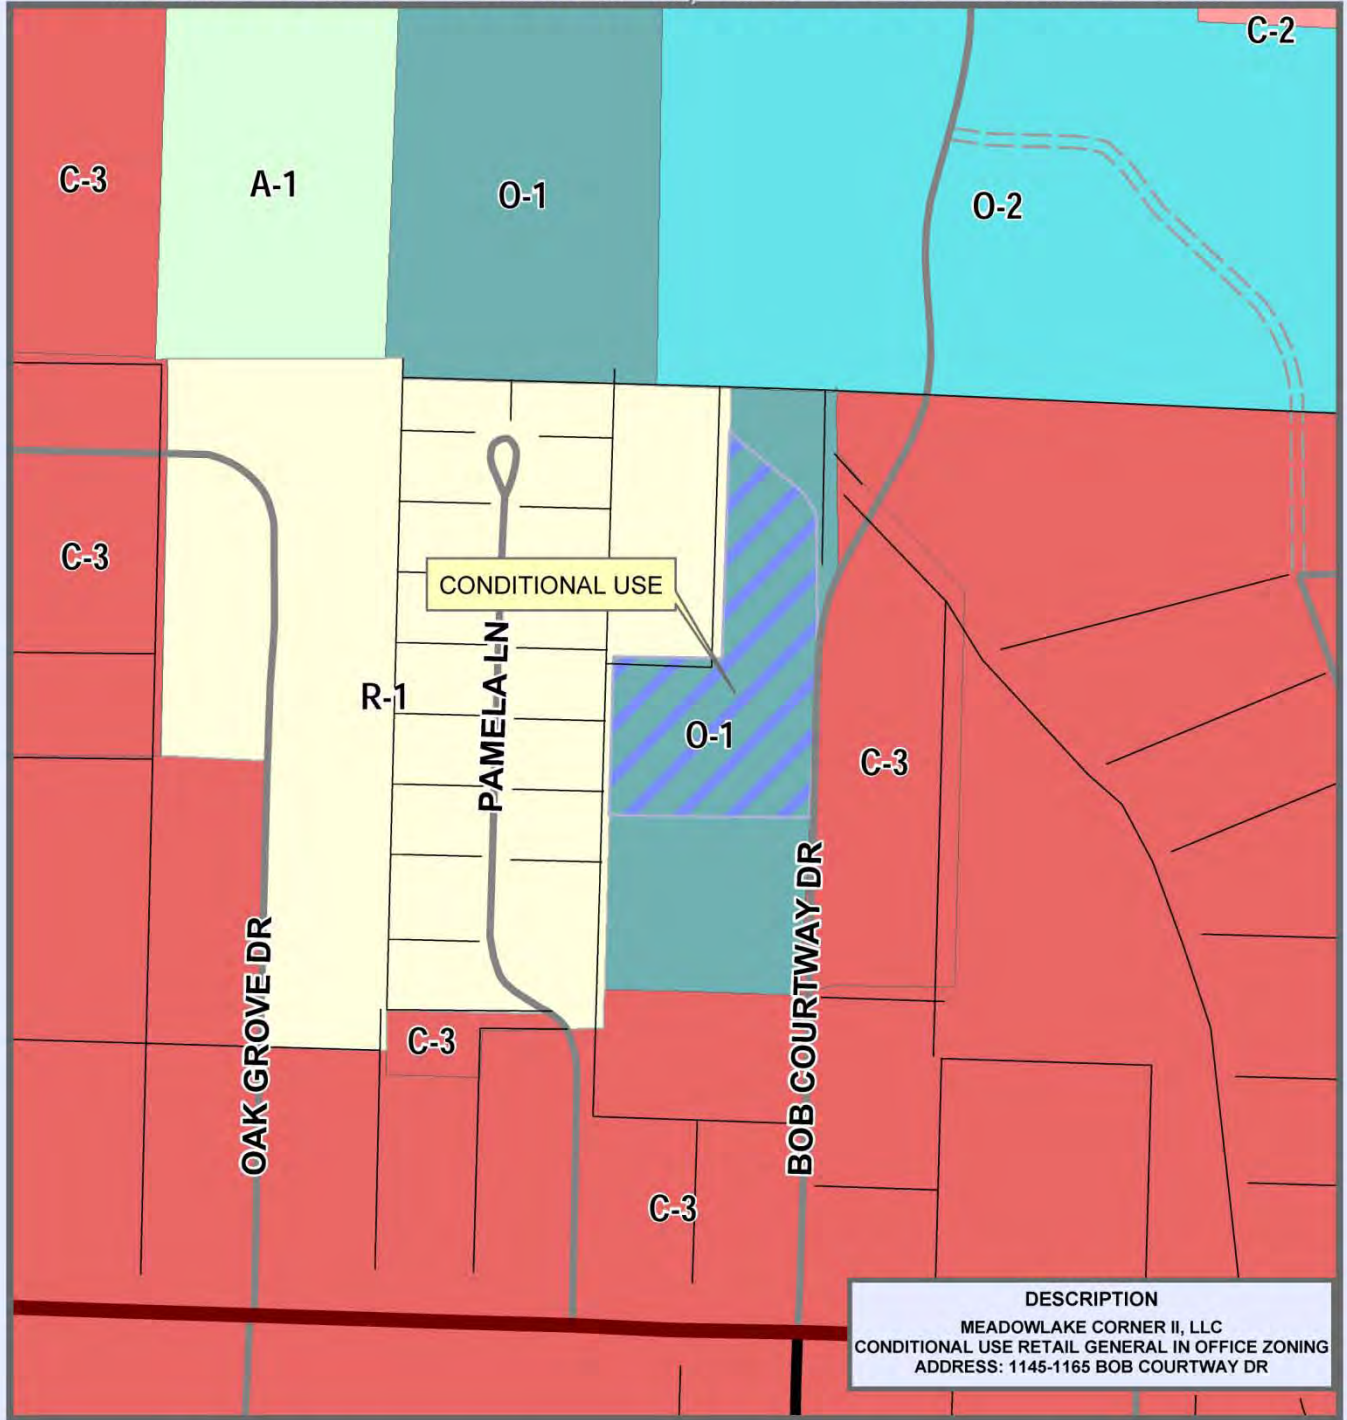 C-2
C-3
A-1
O-1
O-2
C-3
CONDITIONAL USE
R-1
PAMELA LN
O-1
C-3
OAK GROVE DR
C-3
BOB COURTWAY DR
C-3
DESCRIPTION
MEADOWLAKE CORNER II, LLC
CONDITIONAL USE RETAIL GENERAL IN OFFICE ZONING
ADDRESS: 1145-1165 BOB COURTWAY DR